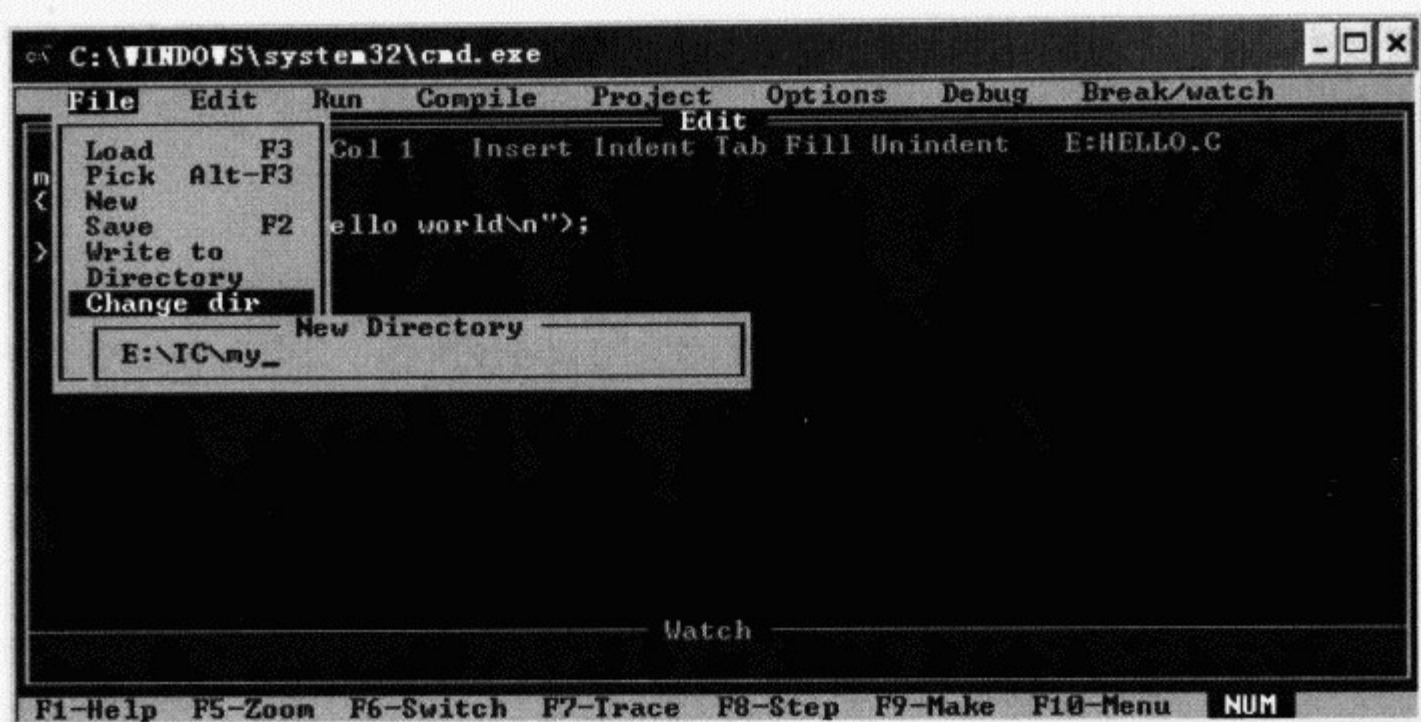 C:\WINDOWS\system32\cmd.exe
File Edit Run Compile Project Options Debug Break/watch
Edit
Col 1 Insert Indent Tab Fill Unindent E:HELLO.C
Load F3
Pick Alt-F3
m
New
{
Save F2
ello world\n");
Write to
}
Directory
Change dir
New Directory
E:\TC\my_
Watch
F1-Help F5-Zoom F6-Switch F7-Trace F8-Step F9-Make F10-Menu NUM